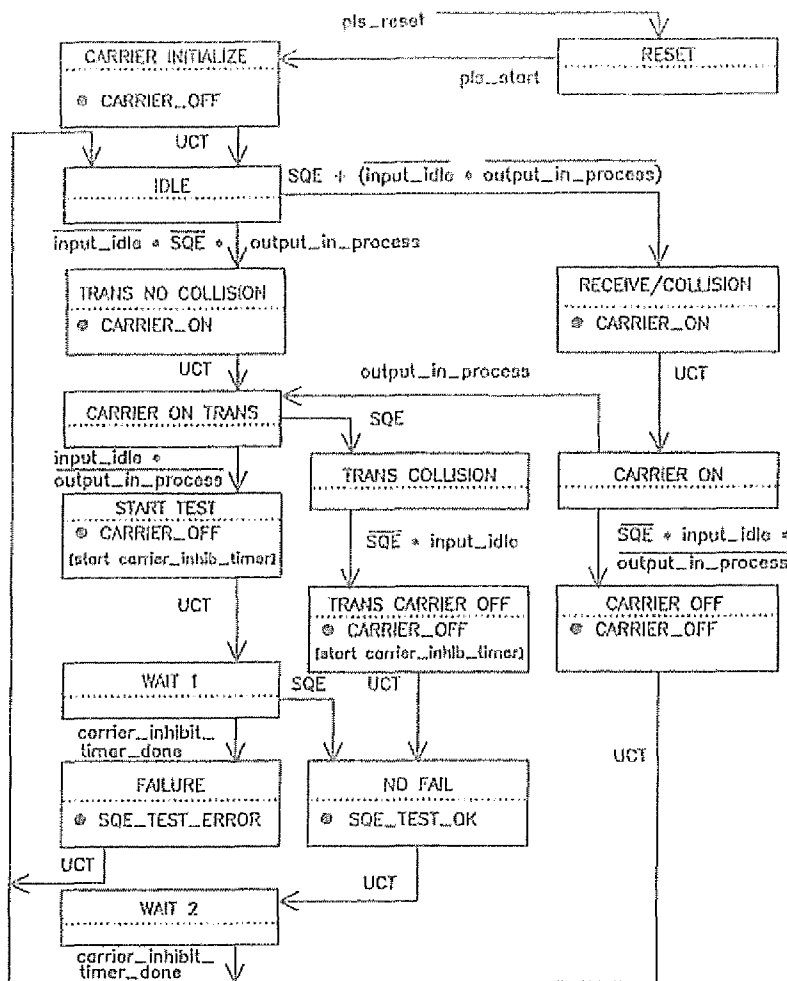 pls_reset
CARRIER INITIALIZE
RESET
pls_start
● CARRIER_OFF
UCT
IDLE
SQE + (input_idle * output_in_process)
input_idle * SQE * output_in_process
TRANS NO COLLISION
RECEIVE/COLLISION
● CARRIER_ON
● CARRIER_ON
UCT
output_in_process
UCT
CARRIER ON TRANS
SQE
input_idle *
output_in_process
TRANS COLLISION
CARRIER ON
START TEST
● CARRIER_OFF
[start carrier_inhib_timer]
SQE * input_idle
SQE * input_idle *
output_in_process
UCT
TRANS CARRIER OFF
CARRIER OFF
● CARRIER_OFF
● CARRIER_OFF
[start carrier_inhib_timer]
WAIT 1
SQE
UCT
carrier_inhibit_
timer_done
UCT
FAILURE
NO FAIL
● SQE_TEST_ERROR
● SQE_TEST_OK
UCT
UCT
WAIT 2
carrier_inhibit_
timer_done